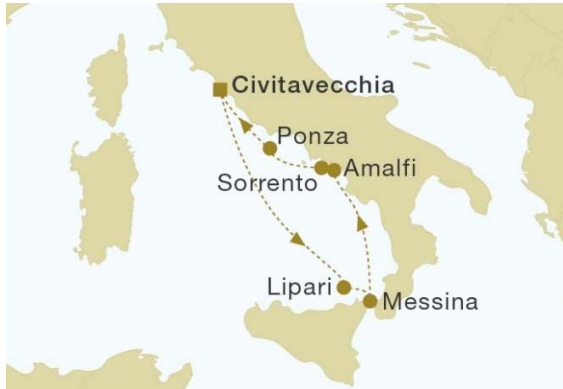 Civitavecchia
Ponza
Sorrento
Amalfi
Lipari
Messina